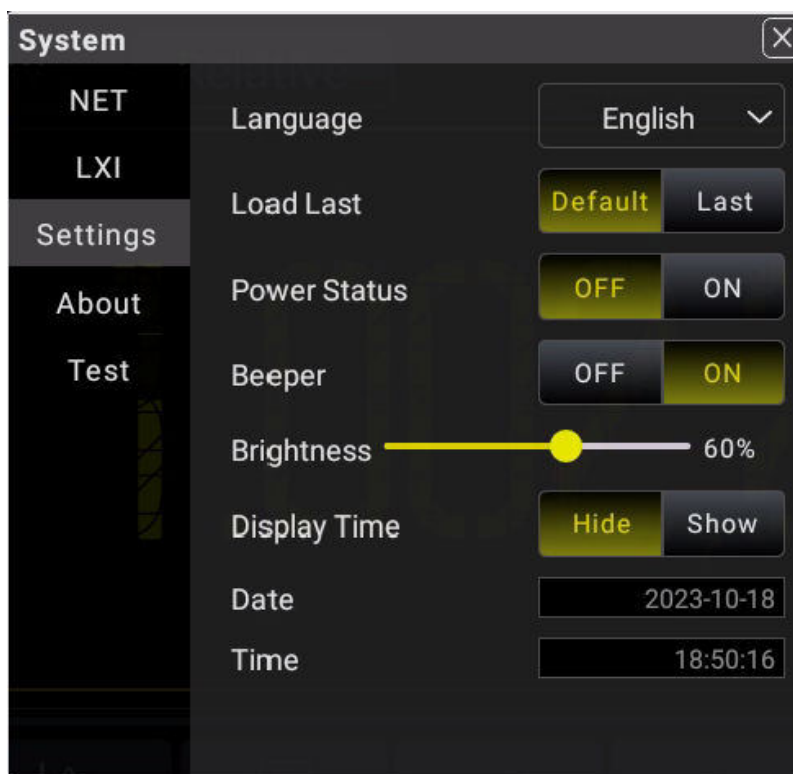 System
NET
LXI
Settings
About
Test
Language English
Load Last Default Last
Power Status OFF ON
Beeper OFF ON
Brightness 60%
Display Time Hide Show
Date 2023-10-18
Time 18:50:16